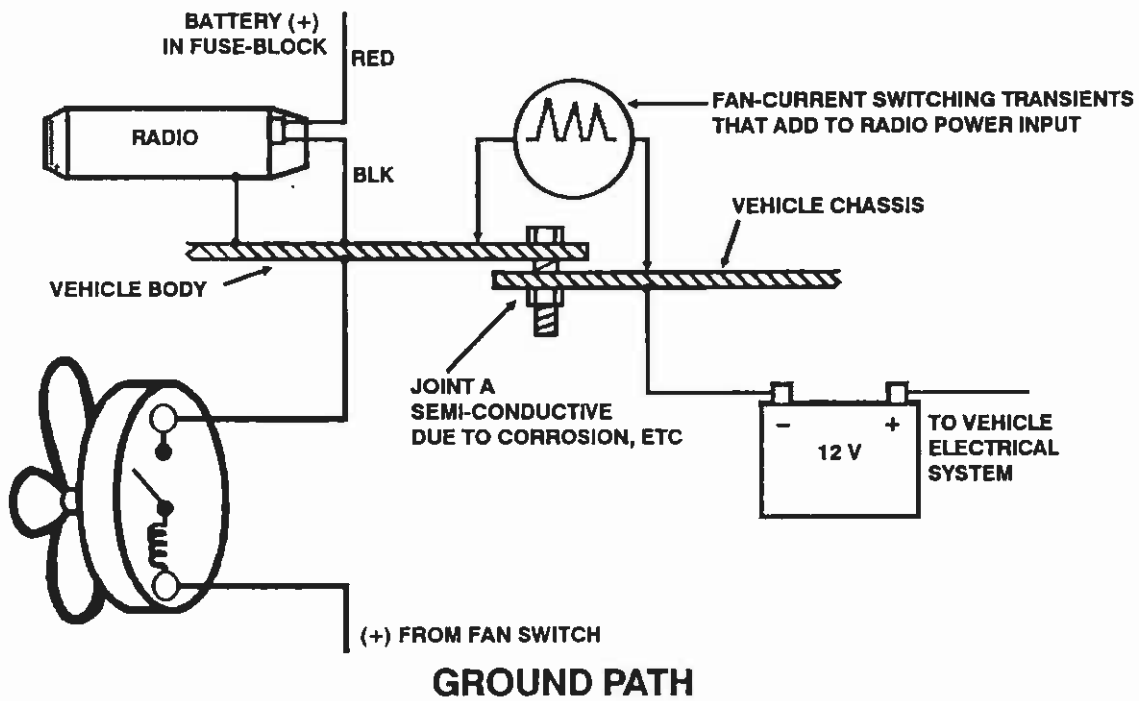 BATTERY (+)
IN FUSE-BLOCK
RED
RADIO
BLK
FAN-CURRENT SWITCHING TRANSIENTS
THAT ADD TO RADIO POWER INPUT
VEHICLE CHASSIS
VEHICLE BODY
JOINT A
SEMI-CONDUCTIVE
DUE TO CORROSION, ETC
− +
12 V
TO VEHICLE
ELECTRICAL
SYSTEM
(+) FROM FAN SWITCH
GROUND PATH